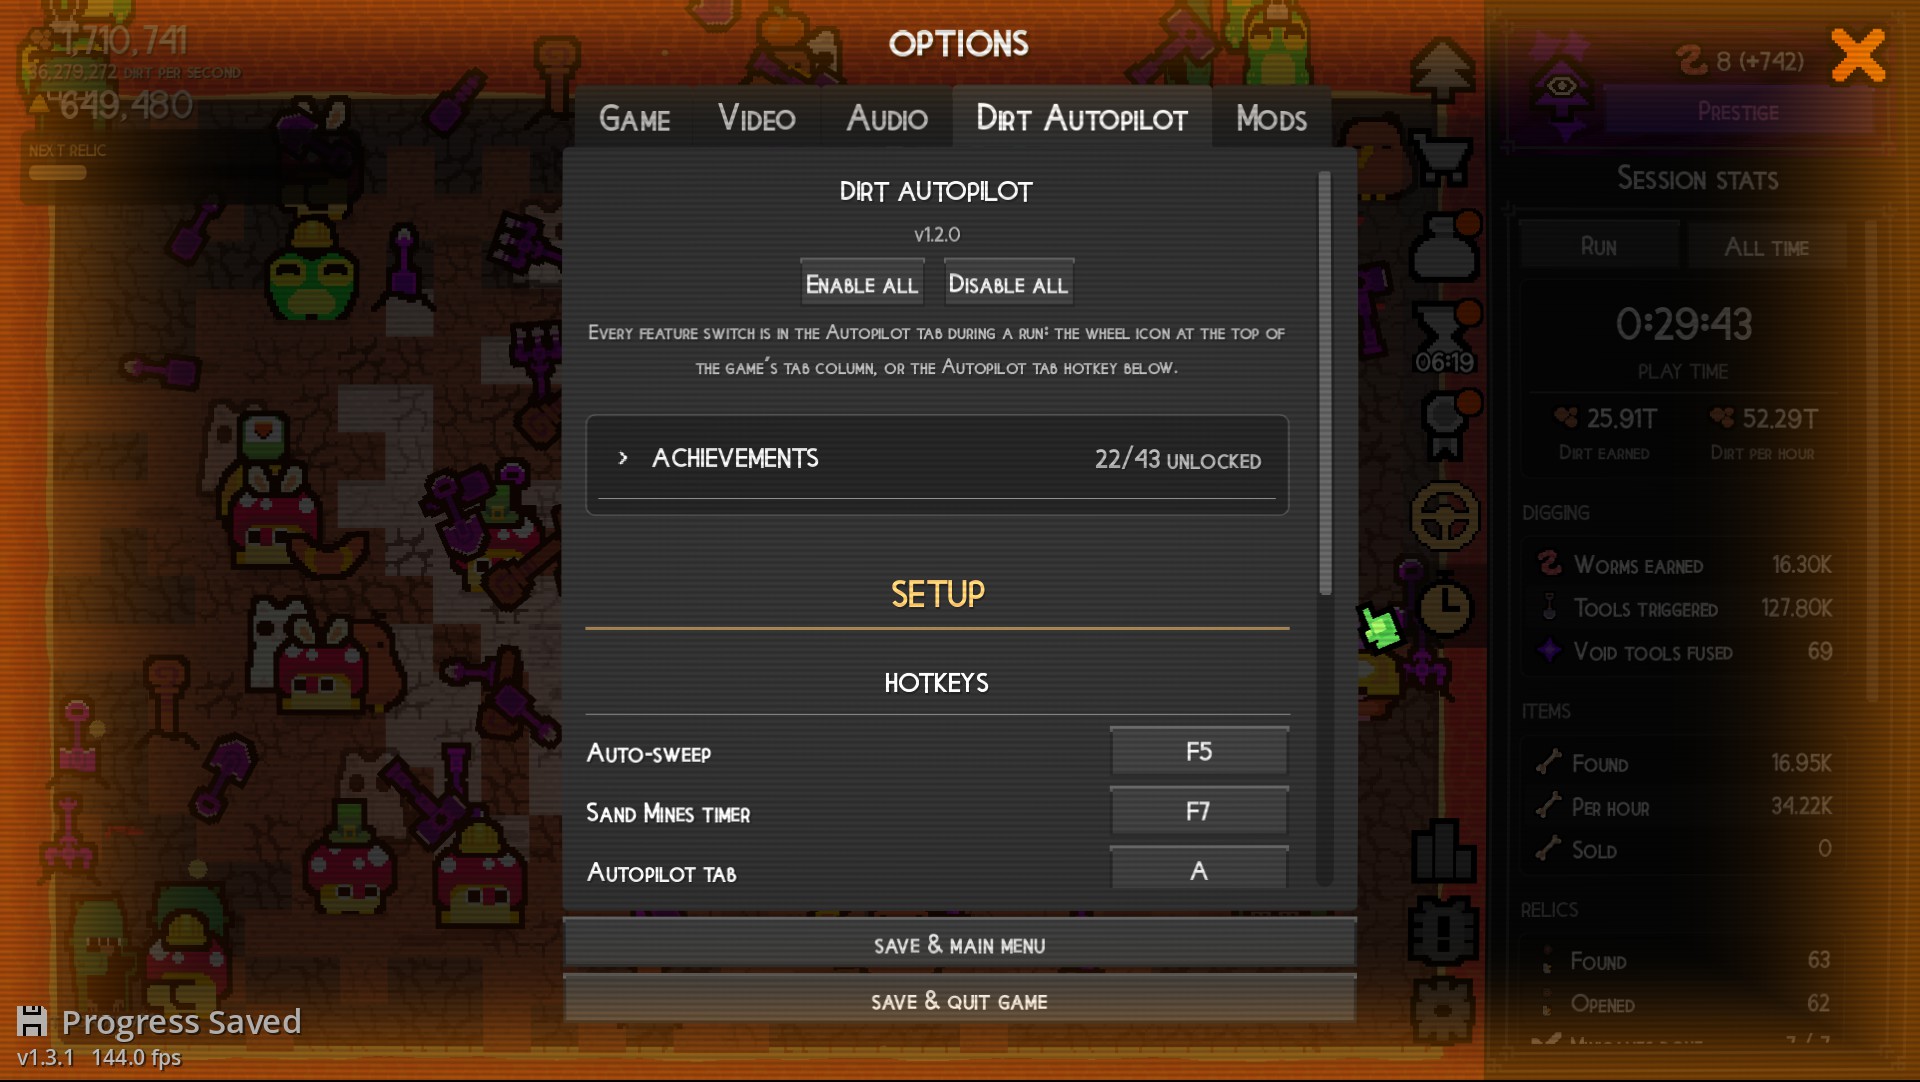 OPTIONS
1,710,741
36,279,272 DIRT PER SECOND
649,480
NEXT RELIC
8 (+742)
PRESTIGE
GAME
VIDEO
AUDIO
DIRT AUTOPILOT
MODS
DIRT AUTOPILOT
v1.2.0
ENABLE ALL
DISABLE ALL
EVERY FEATURE SWITCH IS IN THE AUTOPILOT TAB DURING A RUN: THE WHEEL ICON AT THE TOP OF
THE GAME'S TAB COLUMN, OR THE AUTOPILOT TAB HOTKEY BELOW.
> ACHIEVEMENTS
22/43 UNLOCKED
SETUP
HOTKEYS
AUTO-SWEEP
F5
SAND MINES TIMER
F7
AUTOPILOT TAB
A
SAVE & MAIN MENU
SAVE & QUIT GAME
06:19
SESSION STATS
RUN
ALL TIME
0:29:43
PLAY TIME
25.91T
52.29T
DIRT EARNED
DIRT PER HOUR
DIGGING
WORMS EARNED
16.30K
TOOLS TRIGGERED
127.80K
VOID TOOLS FUSED
69
ITEMS
FOUND
16.95K
PER HOUR
34.22K
SOLD
0
RELICS
FOUND
63
OPENED
62
7 / 7
Progress Saved
v1.3.1 144.0 fps